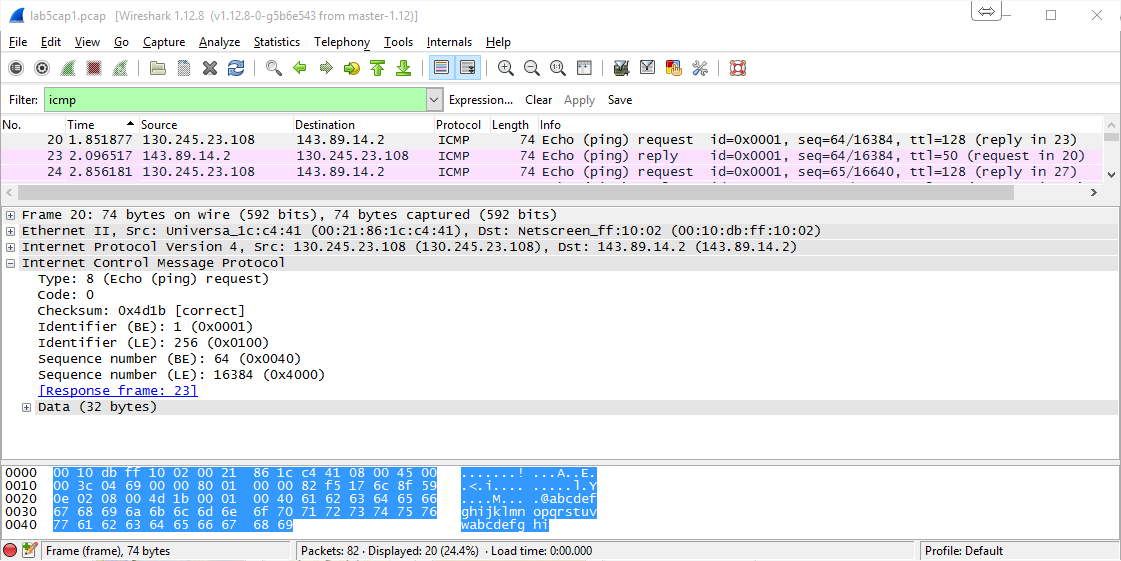 lab5cap1.pcap [Wireshark 1.12.8 (v1.12.8-0-g5b6e543 from master-1.12)]
File Edit View Go Capture Analyze Statistics Telephony Tools Internals Help
Filter: icmp Expression... Clear Apply Save
No. Time Source Destination Protocol Length Info
20 1.851877 130.245.23.108 143.89.14.2 ICMP 74 Echo (ping) request id=0x0001, seq=64/16384, ttl=128 (reply in 23)
23 2.096517 143.89.14.2 130.245.23.108 ICMP 74 Echo (ping) reply id=0x0001, seq=64/16384, ttl=50 (request in 20)
24 2.856181 130.245.23.108 143.89.14.2 ICMP 74 Echo (ping) request id=0x0001, seq=65/16640, ttl=128 (reply in 27)
Frame 20: 74 bytes on wire (592 bits), 74 bytes captured (592 bits)
Ethernet II, Src: Universa_1c:c4:41 (00:21:86:1c:c4:41), Dst: Netscreen_ff:10:02 (00:10:db:ff:10:02)
Internet Protocol Version 4, Src: 130.245.23.108 (130.245.23.108), Dst: 143.89.14.2 (143.89.14.2)
Internet Control Message Protocol
Type: 8 (Echo (ping) request)
Code: 0
Checksum: 0x4d1b [correct]
Identifier (BE): 1 (0x0001)
Identifier (LE): 256 (0x0100)
Sequence number (BE): 64 (0x0040)
Sequence number (LE): 16384 (0x4000)
[Response frame: 23]
Data (32 bytes)
0000 00 10 db ff 10 02 00 21 86 1c c4 41 08 00 45 00 .......! ...A..E.
0010 00 3c 04 69 00 00 80 01 00 00 82 f5 17 6c 8f 59 .<.i.... .....l.Y
0020 0e 02 08 00 4d 1b 00 01 00 40 61 62 63 64 65 66 ....M... .@abcdef
0030 67 68 69 6a 6b 6c 6d 6e 6f 70 71 72 73 74 75 76 ghijklmn opqrstuv
0040 77 61 62 63 64 65 66 67 68 69 wabcdefg hi
Frame (frame), 74 bytes Packets: 82 · Displayed: 20 (24.4%) · Load time: 0:00.000 Profile: Default